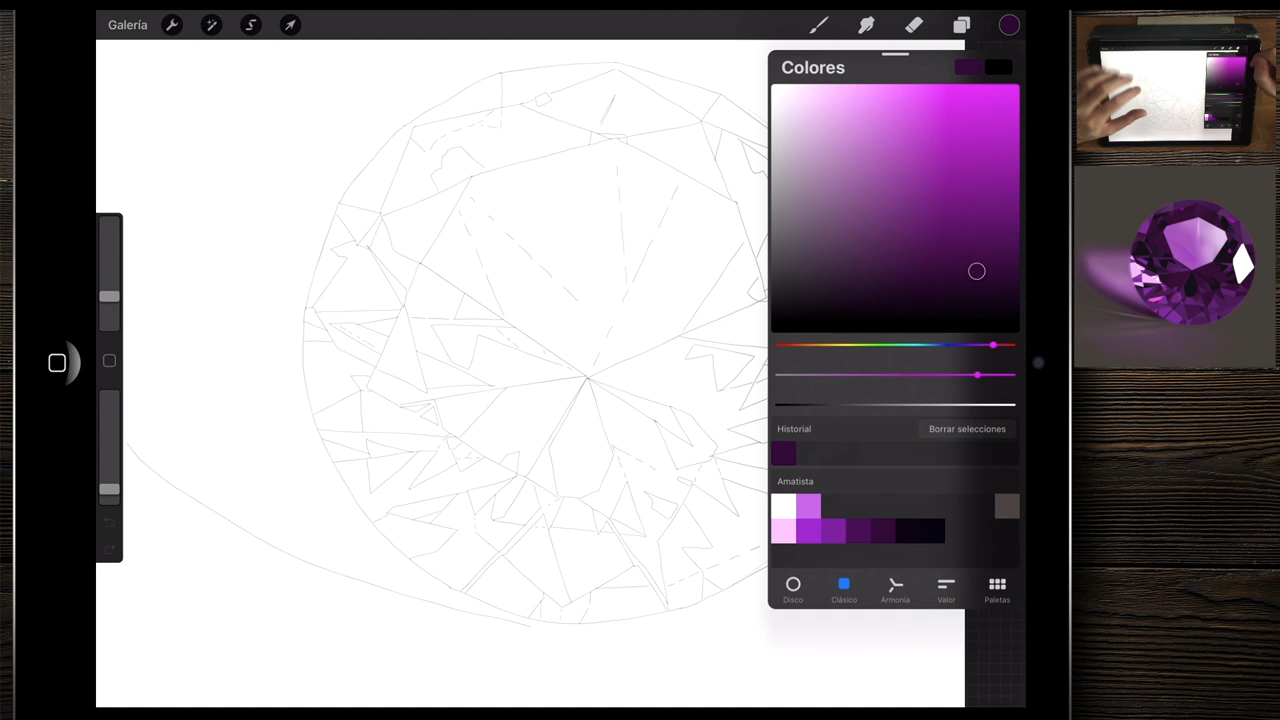 Galería
Colores
Historial
Borrar selecciones
Amatista
Disco
Clásico
Armonía
Valor
Paletas